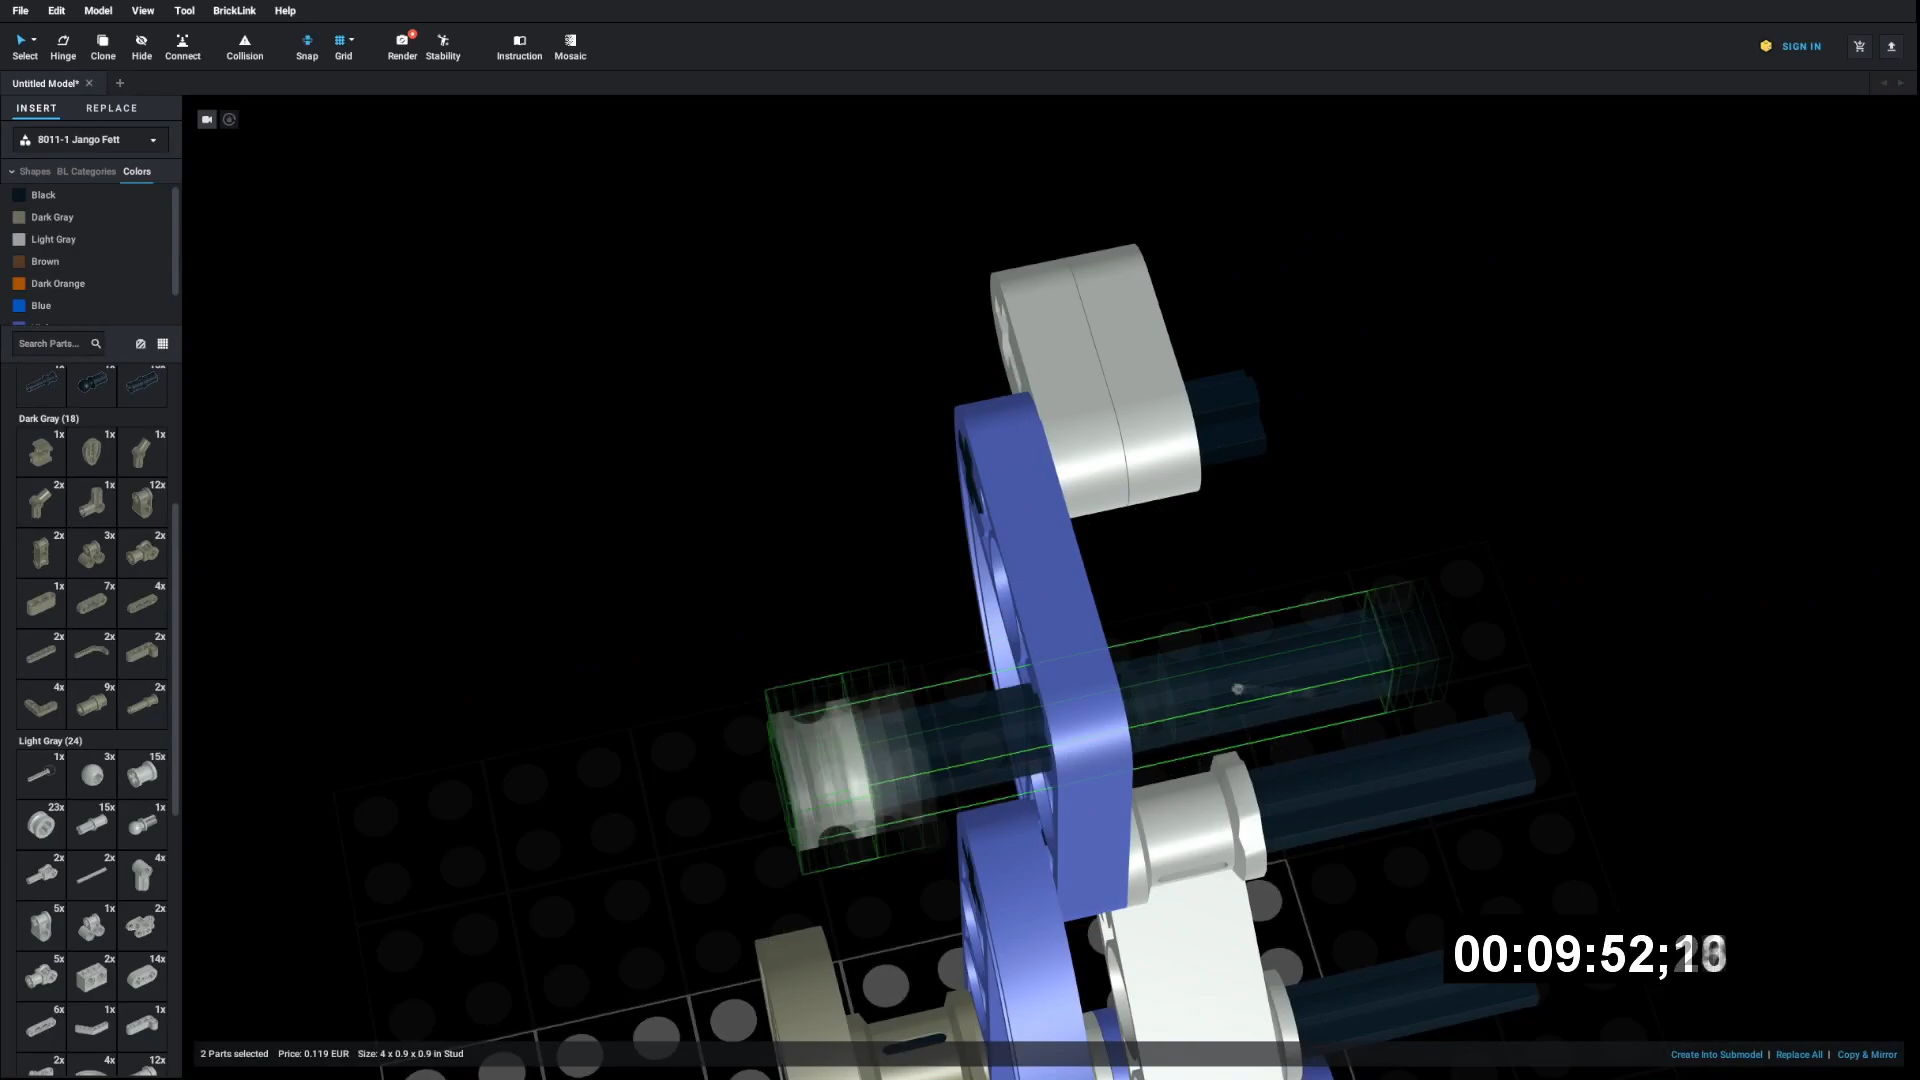 File Edit Model View Tool BrickLink Help
Select Hinge Clone Hide Connect Collision Snap Grid Render Stability Instruction Mosaic
SIGN IN
Untitled Model*
INSERT REPLACE
8011-1 Jango Fett
Shapes BL Categories Colors
Black
Dark Gray
Light Gray
Brown
Dark Orange
Blue
Search Parts...
Dark Gray (18)
1x 1x 1x
2x 1x 12x
2x 3x 2x
1x 7x 4x
2x 2x 2x
4x 9x 2x
Light Gray (24)
1x 3x 15x
23x 15x 1x
2x 2x 4x
5x 1x 2x
5x 2x 14x
6x 1x 1x
2x 4x 12x
00:09:52;
2 Parts selected Price: 0.119 EUR Size: 4 x 0.9 x 0.9 in Stud
Create Into Submodel | Replace All | Copy & Mirror